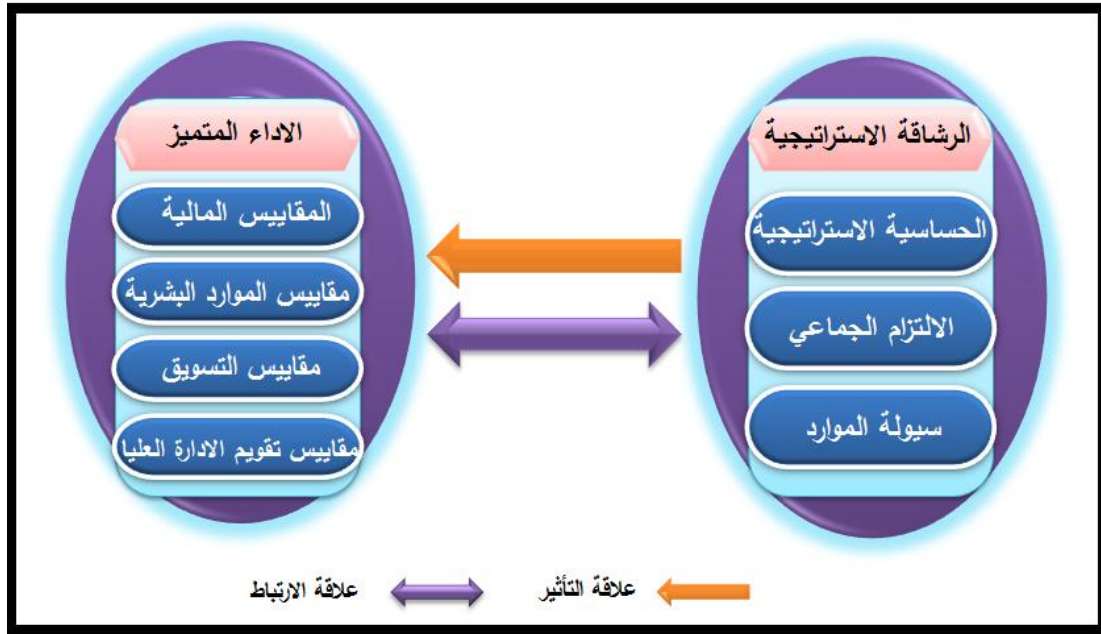 الرشاقة الاستراتيجية
الحساسية الاستراتيجية
الالتزام الجماعي
سيولة الموارد
الاداء المتميز
المقاييس المالية
مقاييس الموارد البشرية
مقاييس التسويق
مقاييس تقويم الادارة العليا
علاقة التأثير
علاقة الارتباط